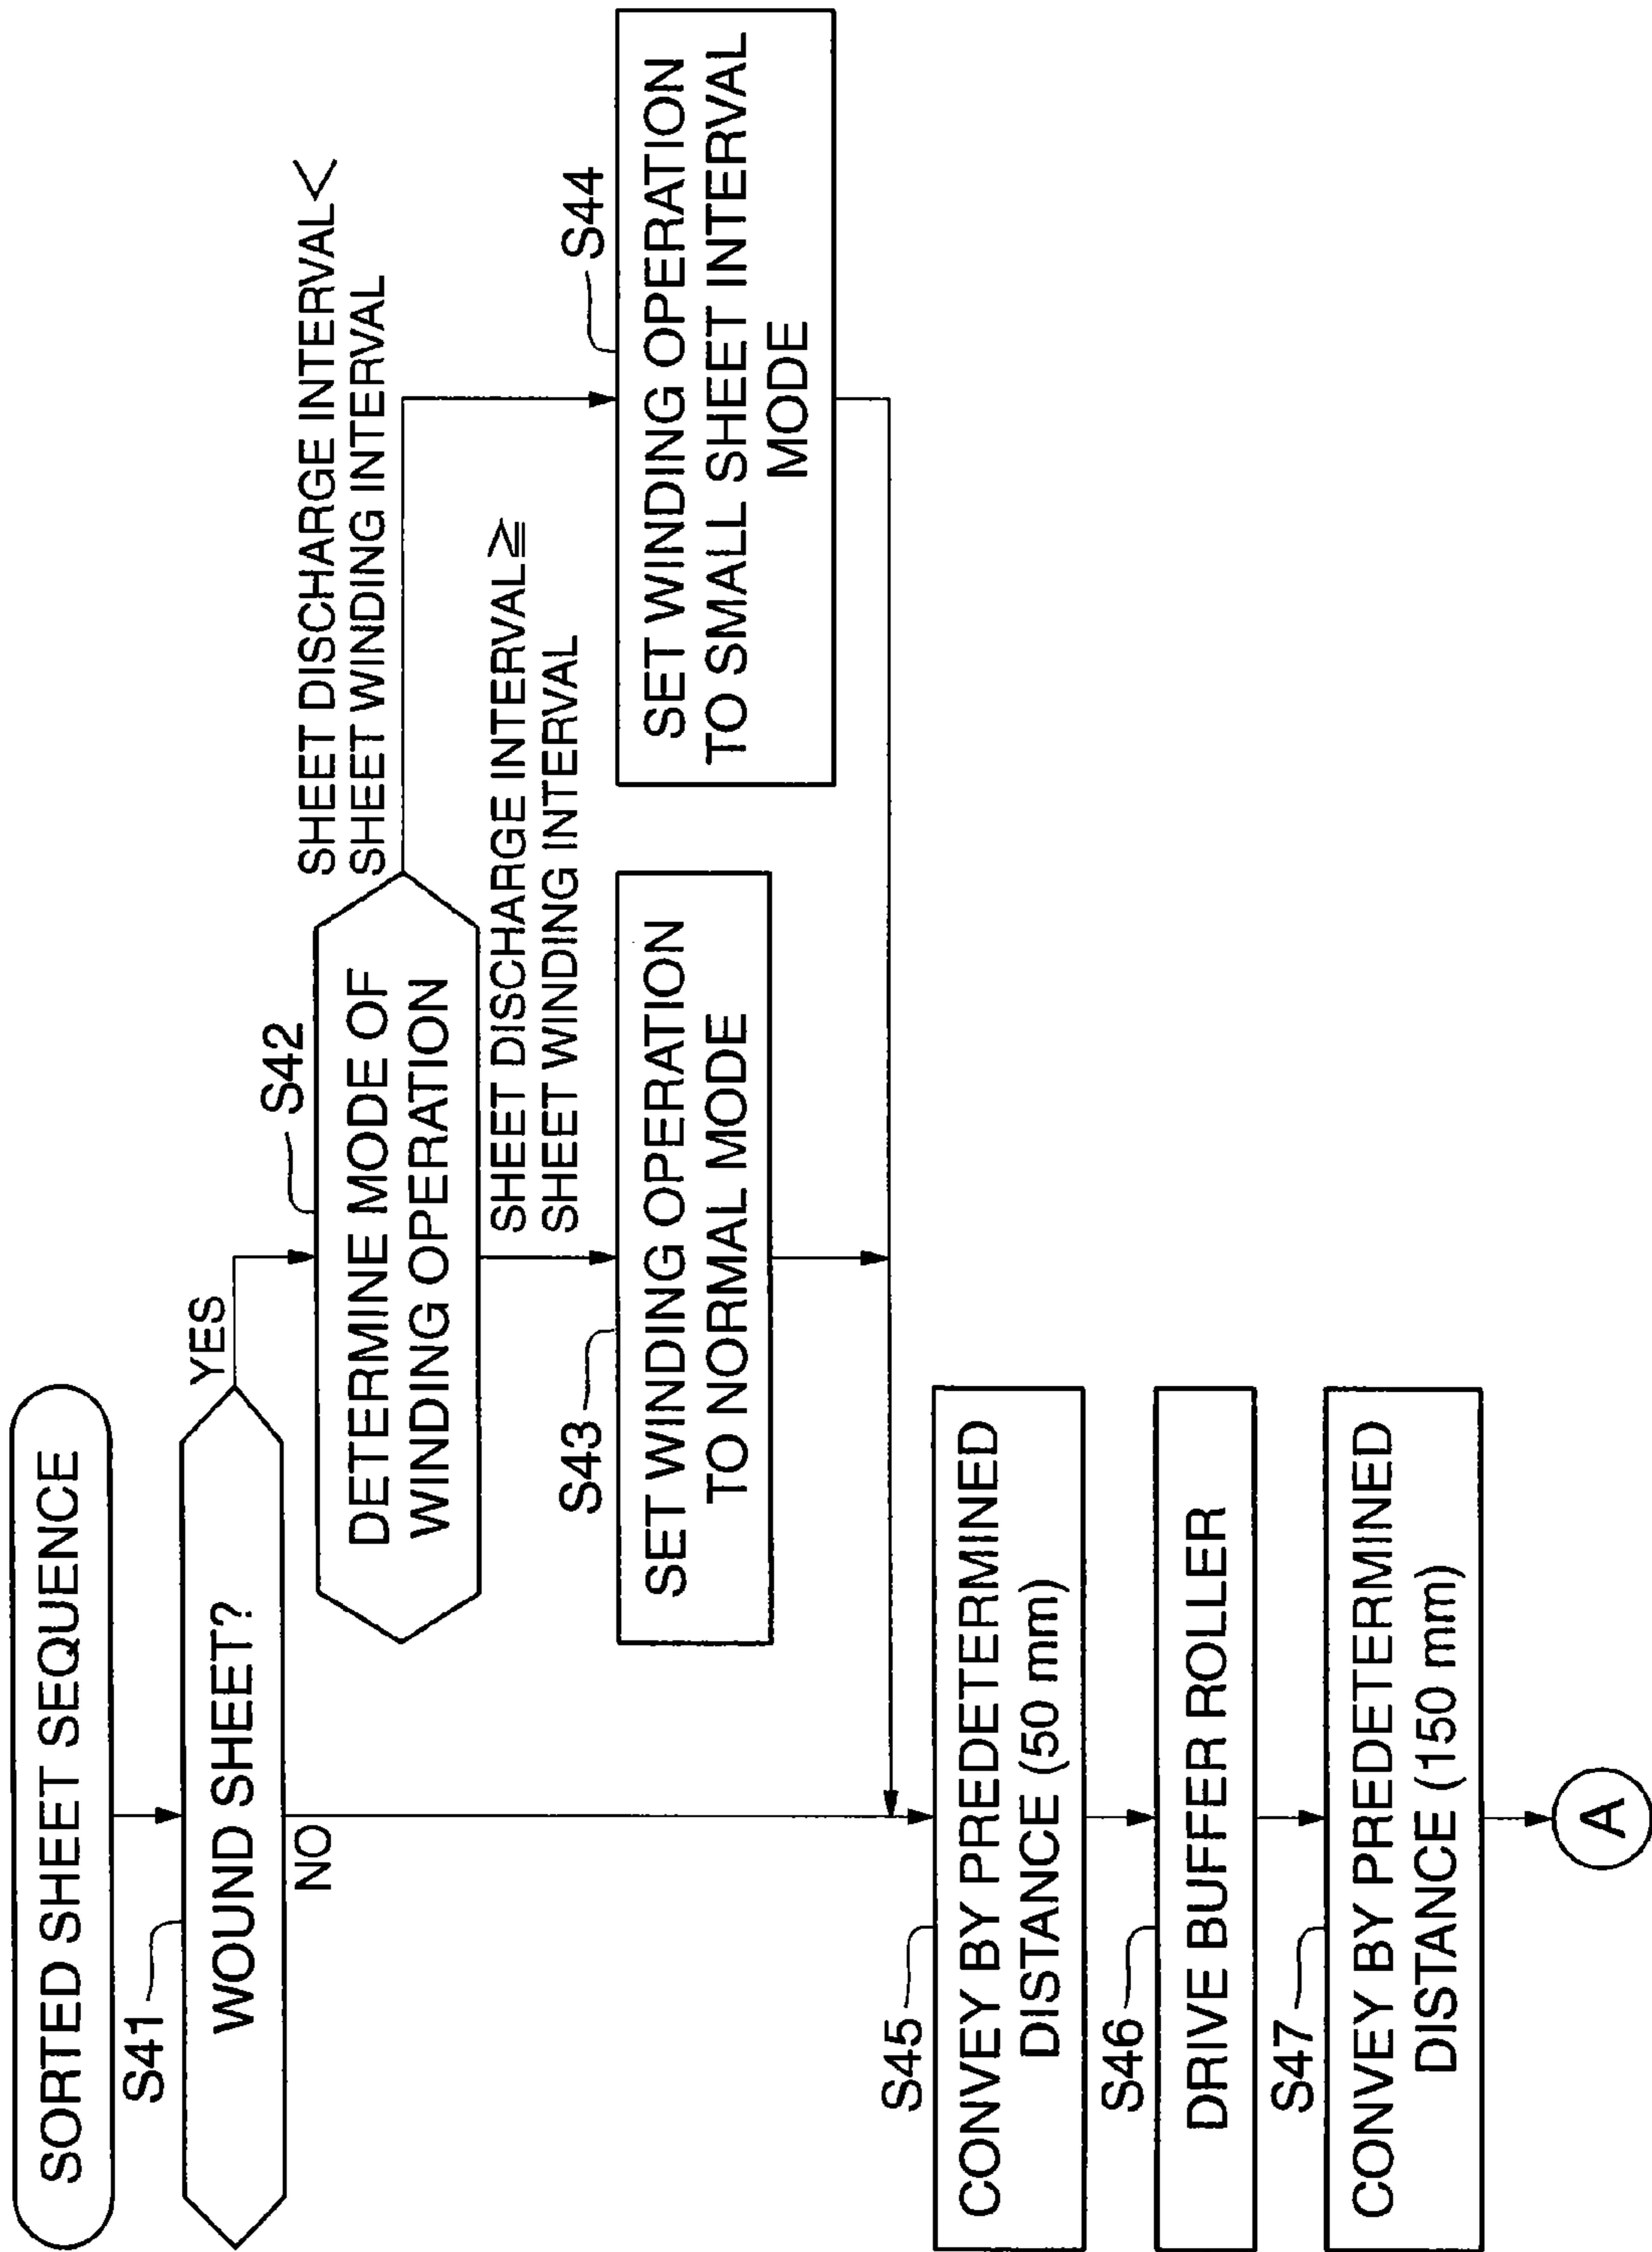 SORTED SHEET SEQUENCE
S41
WOUND SHEET?
YES
NO
S42
DETERMINE MODE OF
WINDING OPERATION
SHEET DISCHARGE INTERVAL<
SHEET WINDING INTERVAL
SHEET DISCHARGE INTERVAL≧
SHEET WINDING INTERVAL
S43
SET WINDING OPERATION
TO NORMAL MODE
S44
SET WINDING OPERATION
TO SMALL SHEET INTERVAL
MODE
S45
CONVEY BY PREDETERMINED
DISTANCE (50 mm)
S46
DRIVE BUFFER ROLLER
S47
CONVEY BY PREDETERMINED
DISTANCE (150 mm)
A